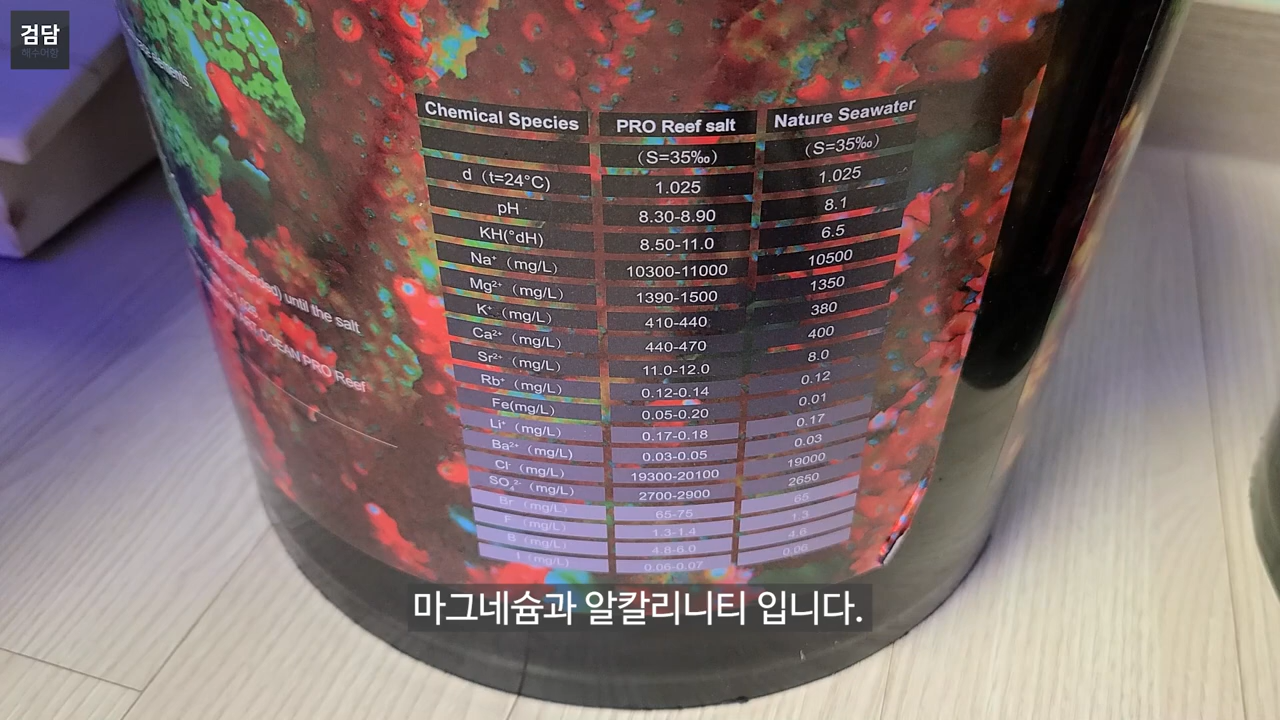 검담
해수어항
Chemical Species PRO Reef salt Nature Seawater
(S=35‰) (S=35‰)
d (t=24°C) 1.025 1.025
pH 8.30-8.90 8.1
KH(°dH) 8.50-11.0 6.5
Na⁺ (mg/L) 10300-11000 10500
Mg²⁺ (mg/L) 1390-1500 1350
K⁺ (mg/L) 410-440 380
Ca²⁺ (mg/L) 440-470 400
Sr²⁺ (mg/L) 11.0-12.0 8.0
Rb⁺ (mg/L) 0.12-0.14 0.12
Fe(mg/L) 0.05-0.20 0.01
Li⁺ (mg/L) 0.17-0.18 0.17
Ba²⁺ (mg/L) 0.03-0.05 0.03
Cl⁻ (mg/L) 19300-20100 19000
SO₄²⁻ (mg/L) 2700-2900 2650
Br⁻ (mg/L) 65-75 65
F⁻ (mg/L) 1.3-1.4 1.3
B (mg/L) 4.8-6.0 4.6
I (mg/L) 0.06-0.07 0.06
until the salt
OCEAN PRO Reef
마그네슘과 알칼리니티 입니다.